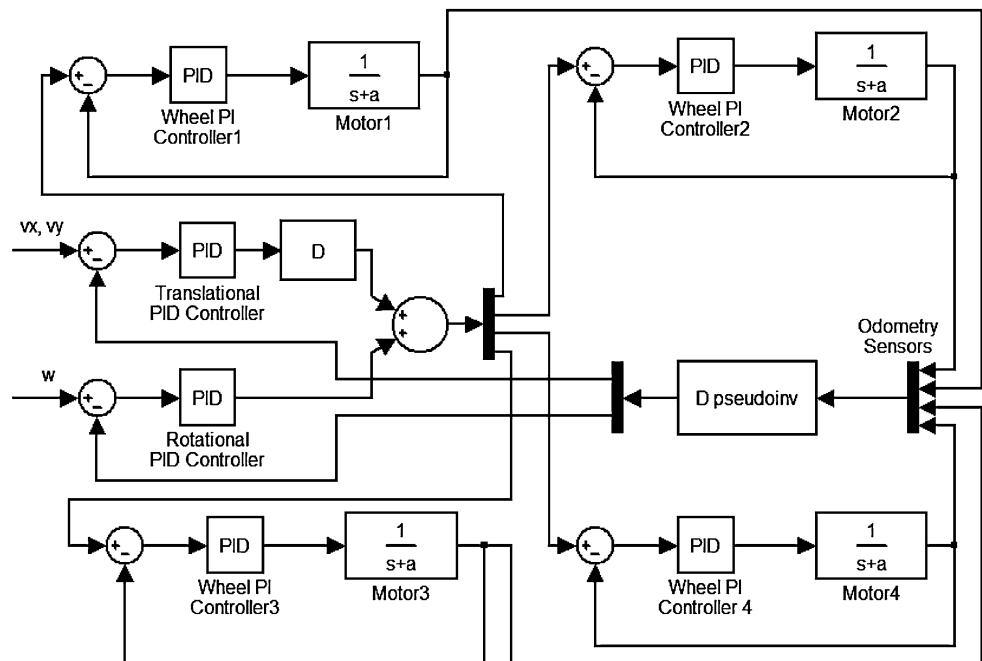 +
-
PID
1
s+a
Wheel PI
Controller1
Motor1
+
-
PID
1
s+a
Wheel PI
Controller2
Motor2
vx, vy
+
-
PID
D
Translational
PID Controller
+
+
w
+
-
PID
Rotational
PID Controller
D pseudoinv
Odometry
Sensors
+
-
PID
1
s+a
Wheel PI
Controller3
Motor3
+
-
PID
1
s+a
Wheel PI
Controller 4
Motor4